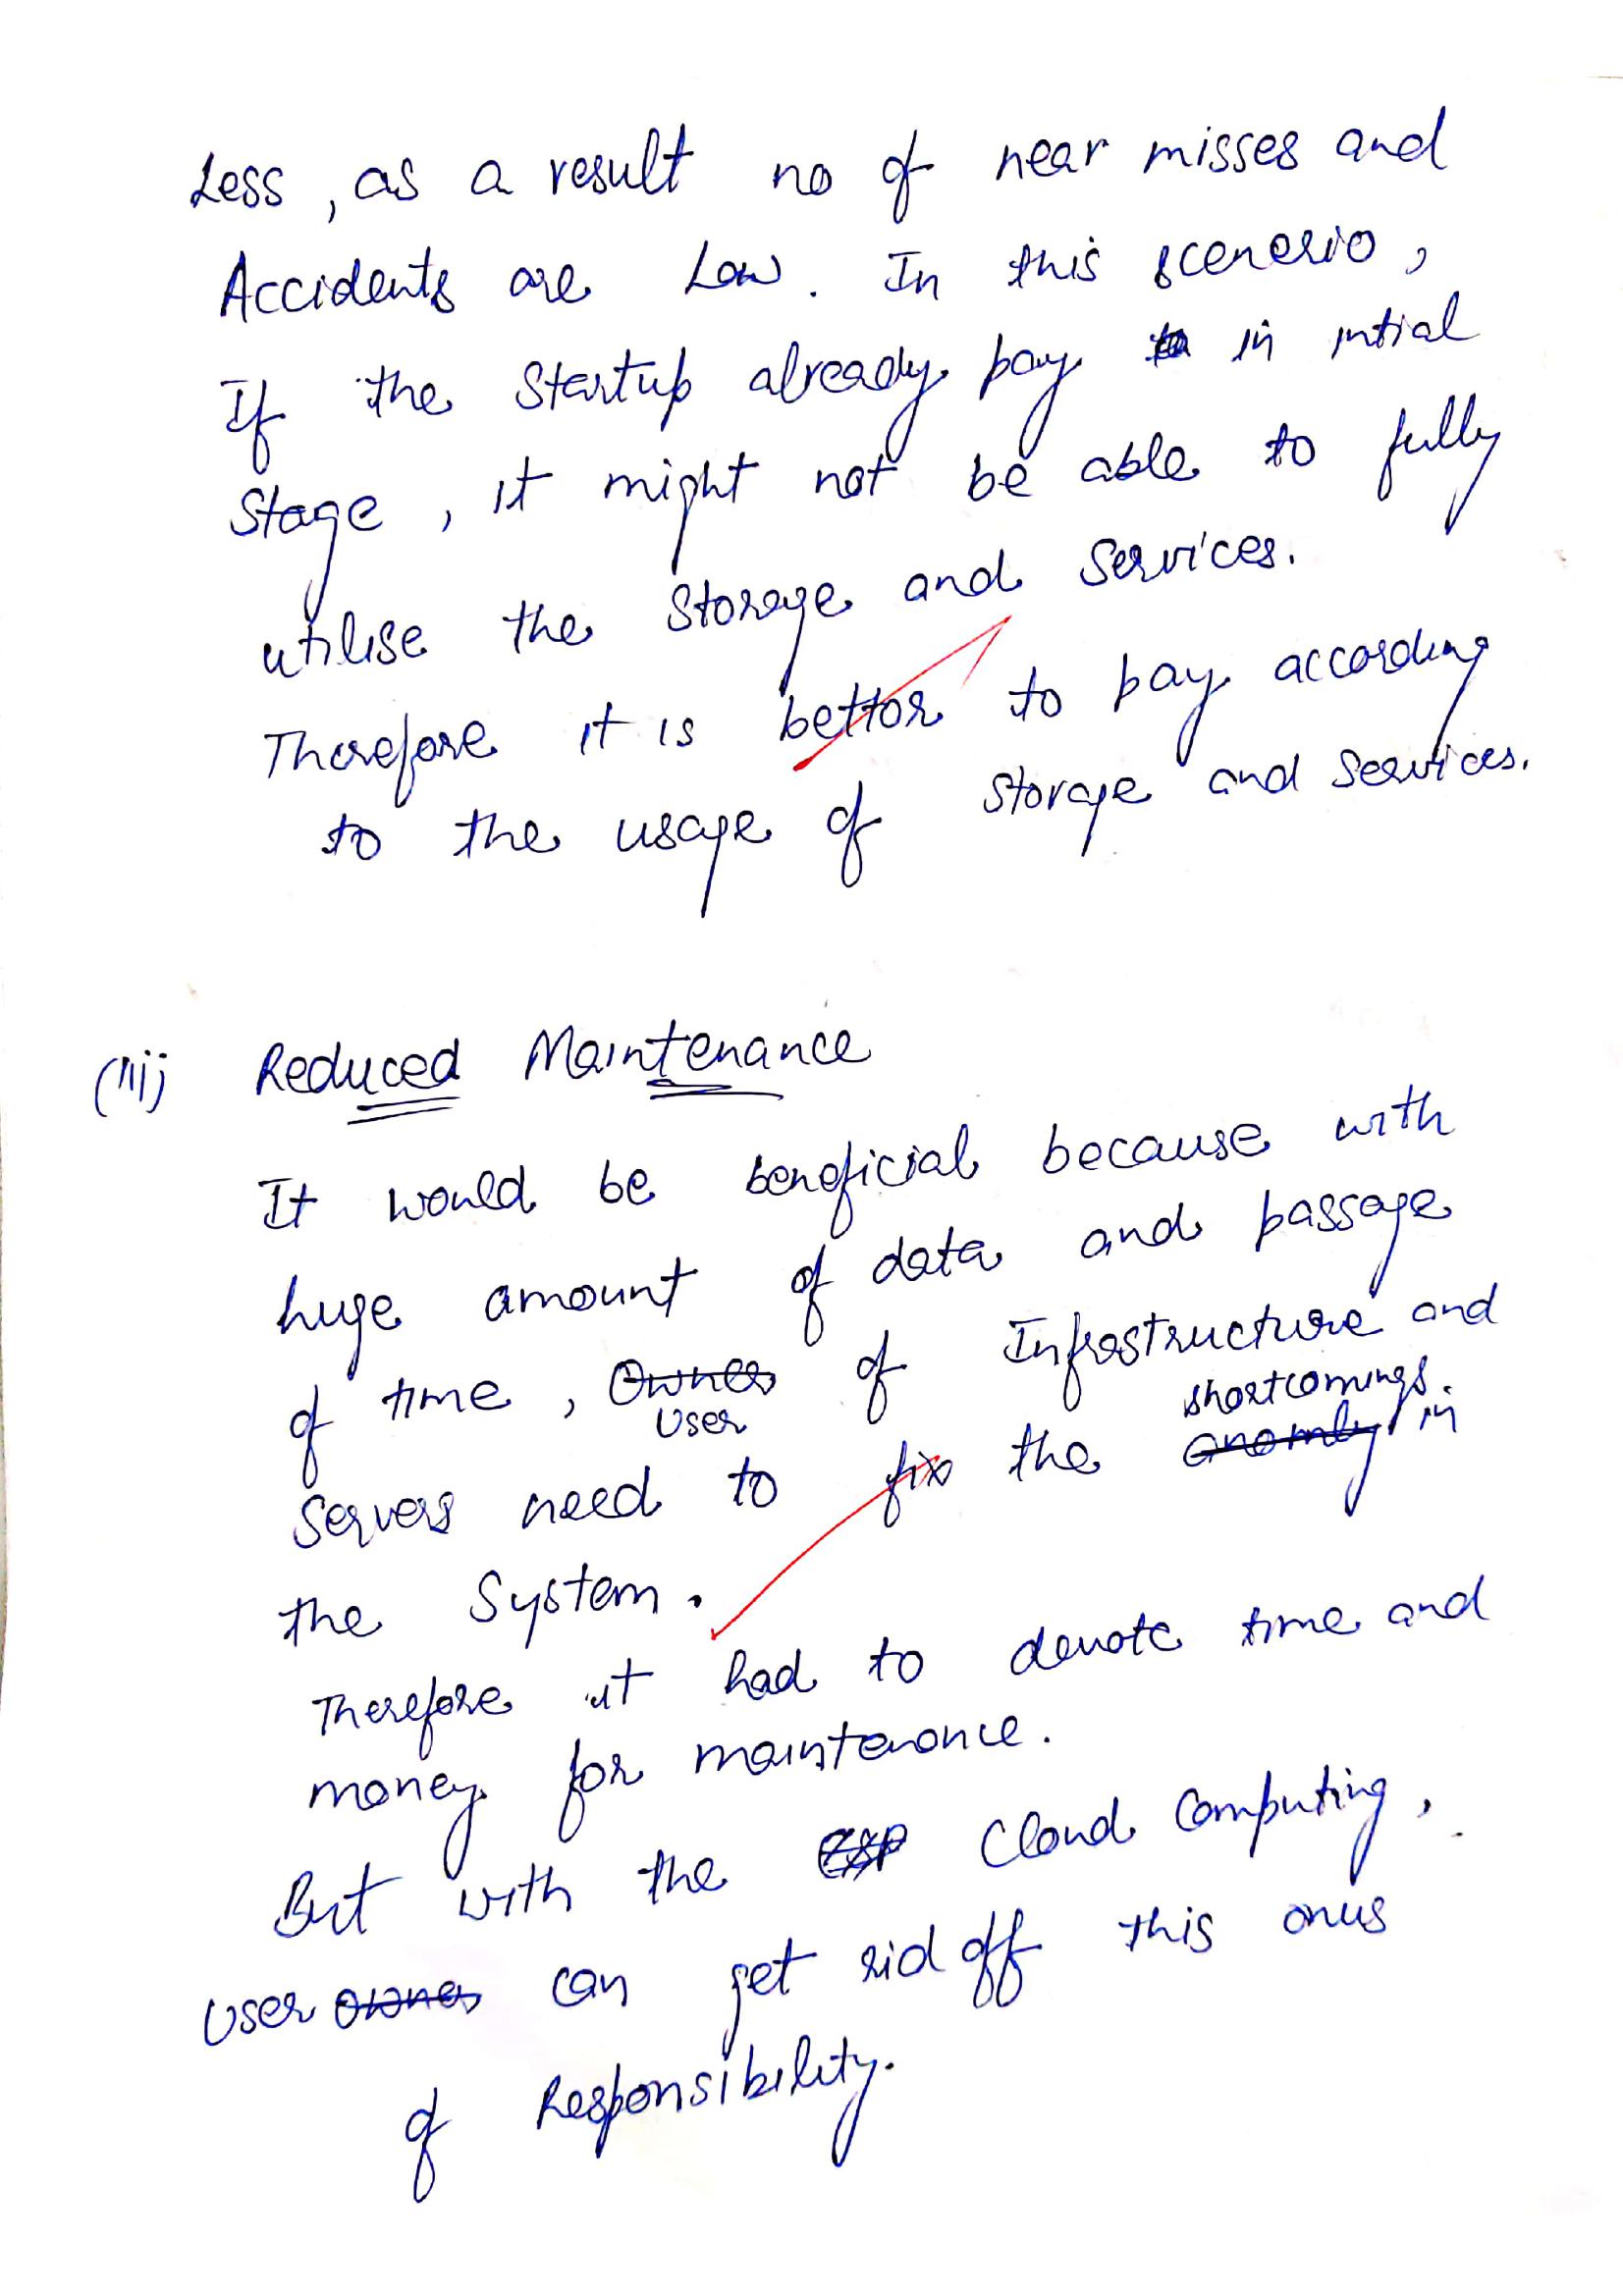 Less, as a result no of near misses and
Accidents are Low. In this scenerio,
If the Startup already pay in intial
Stage, it might not be able to fully
utilise the Storage and Services.
Therefore it is better to pay according
to the usage of storage and services.
(iii) Reduced Maintenance
It would be beneficial because with
huge amount of data and passage
of time, Owner of Infrastructure and
User shortcomings
Servers need to fix the anomly in
the System.
Therefore it had to devote time and
money for maintenance.
But with the CSP Cloud Computing,
User owner can get rid off this onus
of Responsibility.